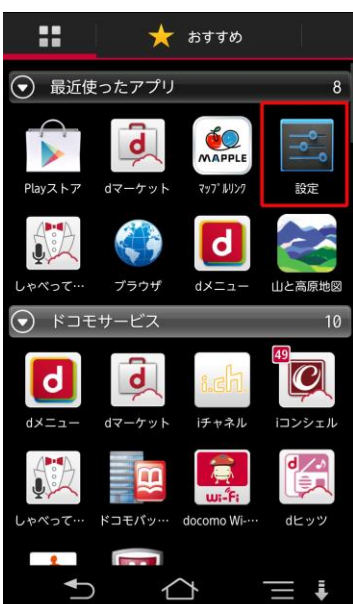 おすすめ
最近使ったアプリ 8
MAPPLE
Playストア dマーケット マップルリンク 設定
しゃべって… ブラウザ dメニュー 山と高原地図
ドコモサービス 10
i.ch
49
dメニュー dマーケット iチャネル iコンシェル
Wi-Fi
しゃべって… ドコモバッ… docomo Wi-… dヒッツ